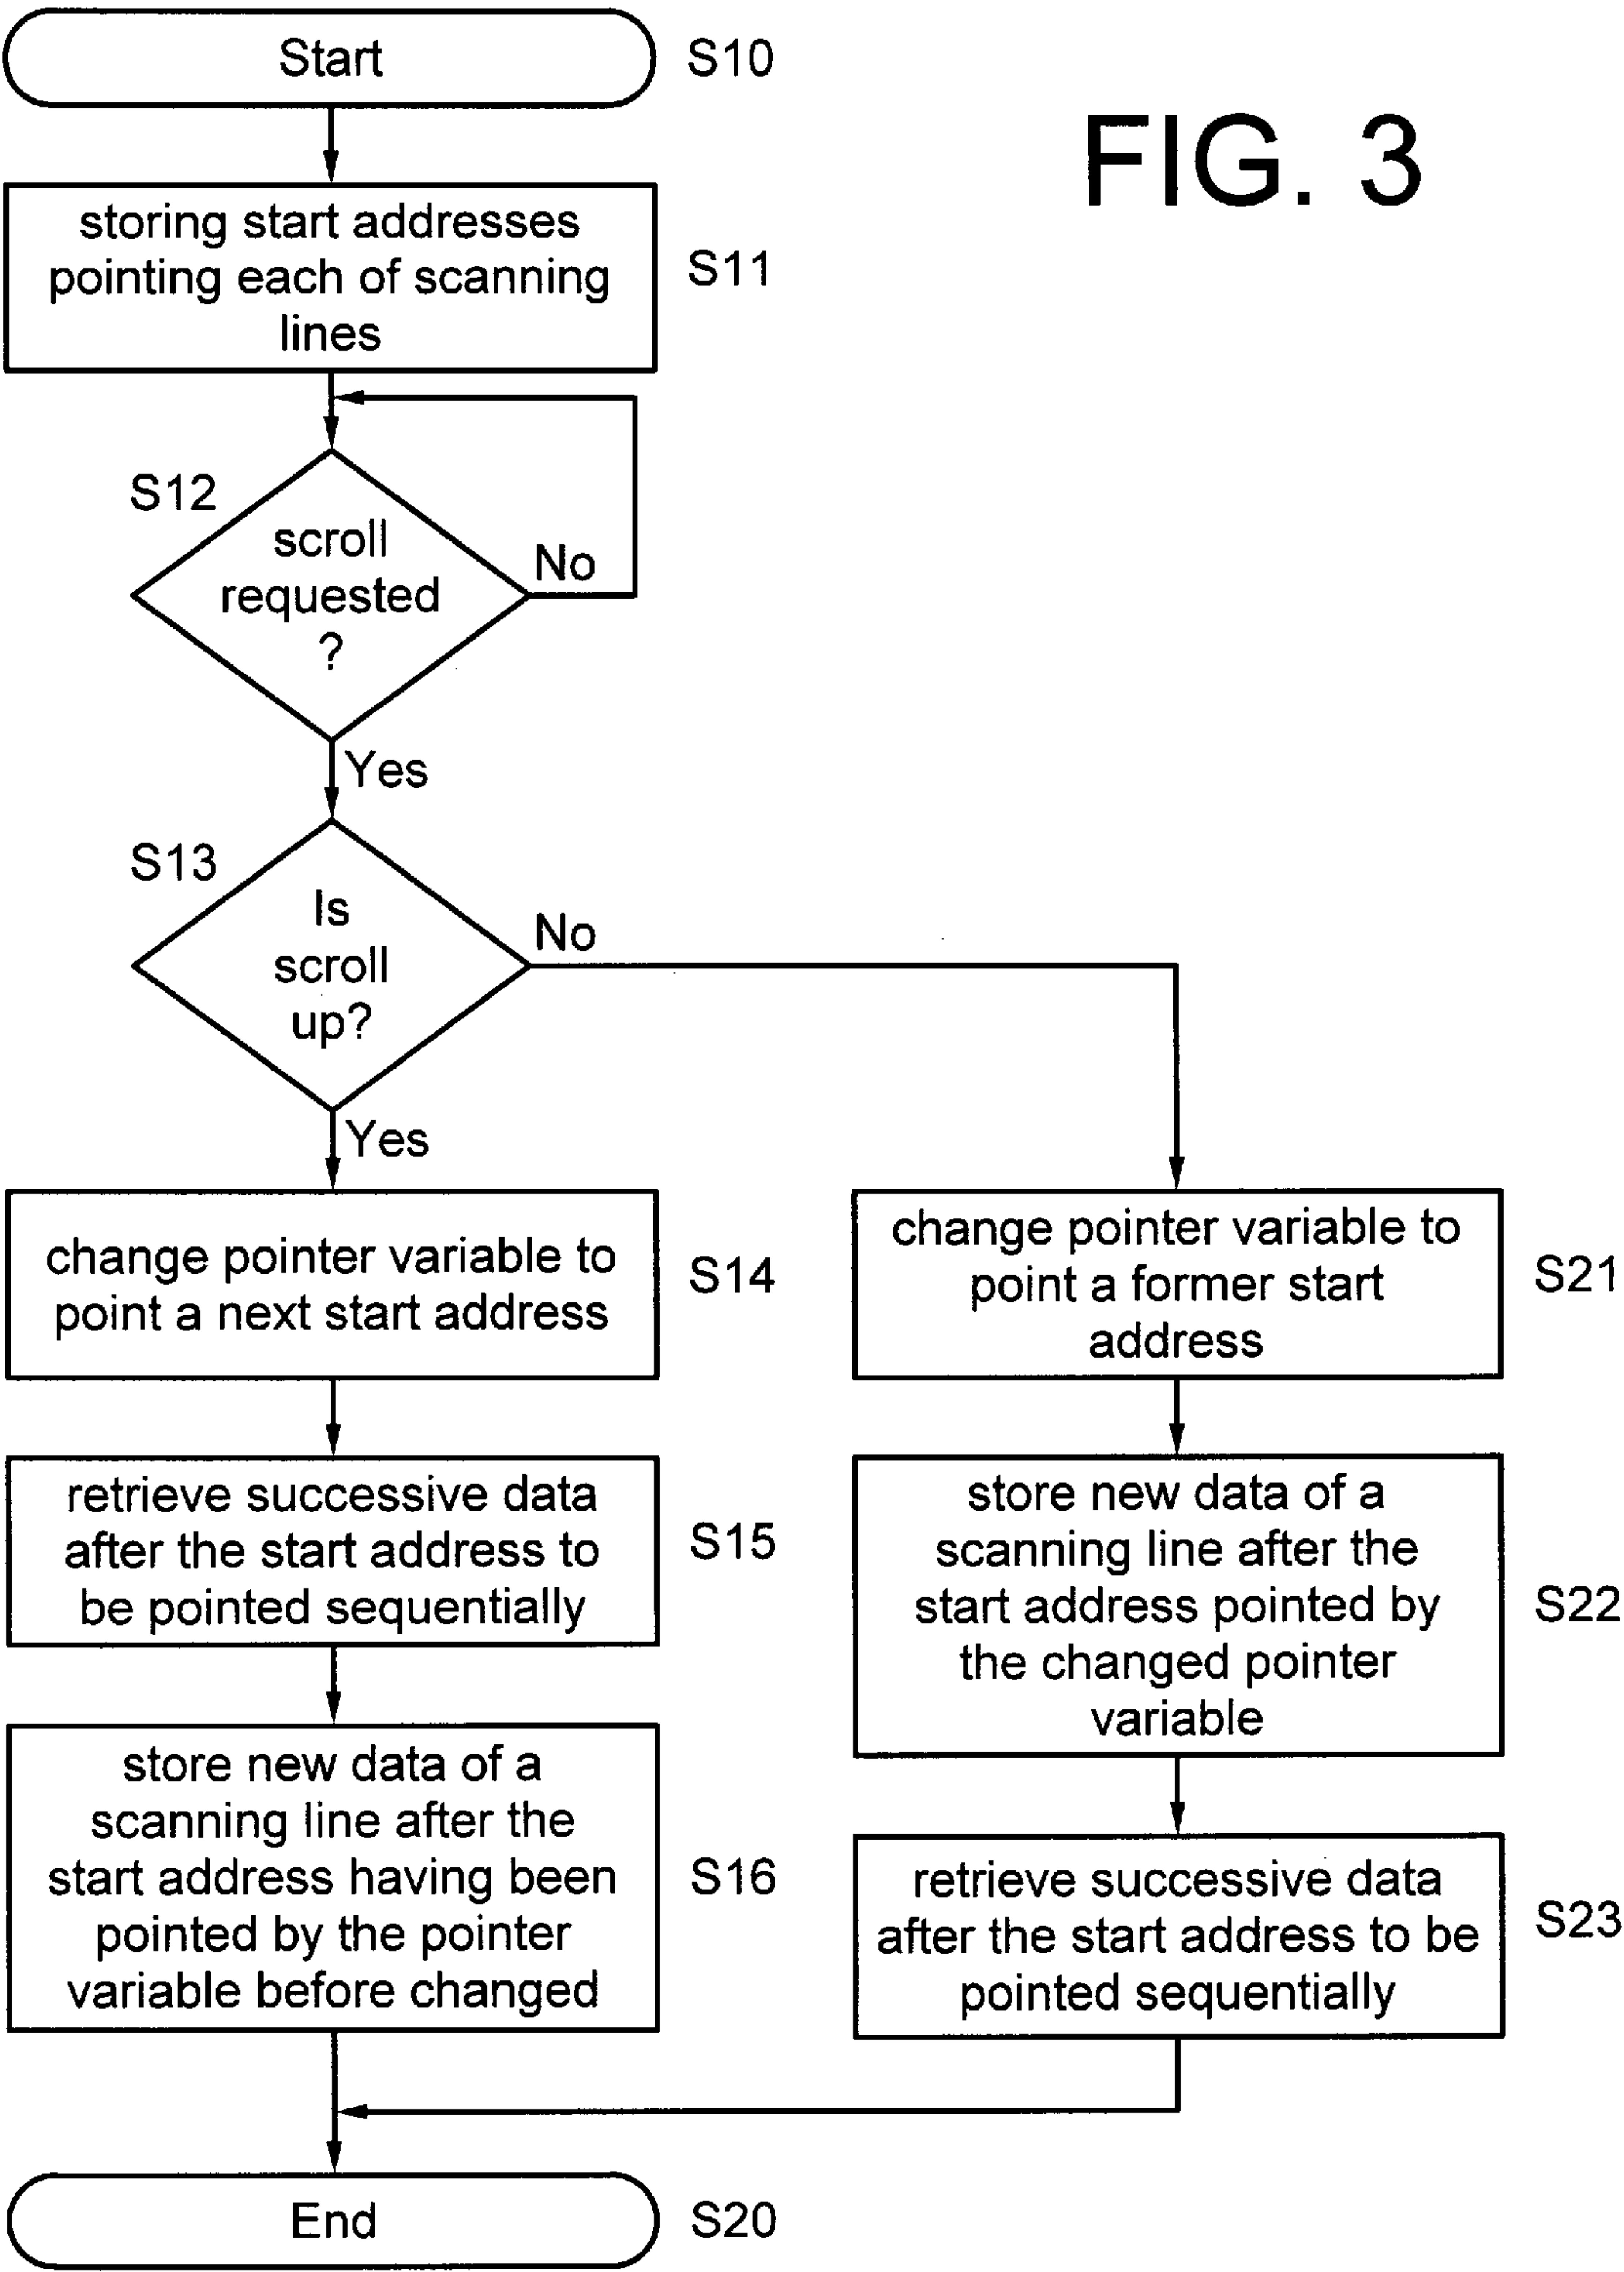 Start
S10
FIG. 3
storing start addresses
pointing each of scanning
lines
S11
S12
scroll
requested
?
No
Yes
S13
Is
scroll
up?
No
Yes
change pointer variable to
point a next start address
S14
change pointer variable to
point a former start
address
S21
retrieve successive data
after the start address to
be pointed sequentially
S15
store new data of a
scanning line after the
start address pointed by
the changed pointer
variable
S22
store new data of a
scanning line after the
start address having been
pointed by the pointer
variable before changed
S16
retrieve successive data
after the start address to be
pointed sequentially
S23
End
S20